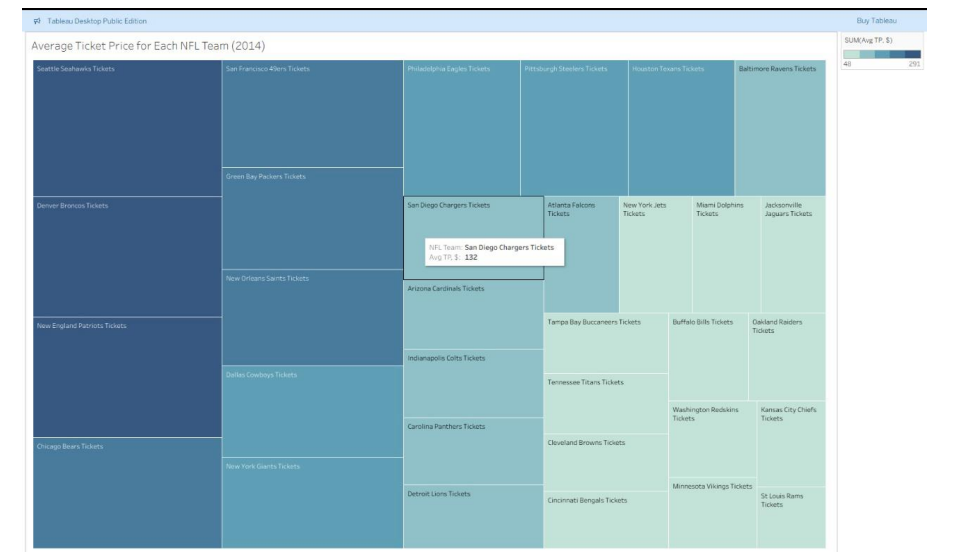 Tableau Desktop Public Edition
Buy Tableau
Average Ticket Price for Each NFL Team (2014)
SUM(Avg TP, $)
48 291
Seattle Seahawks Tickets
San Francisco 49ers Tickets
Philadelphia Eagles Tickets
Pittsburgh Steelers Tickets
Houston Texans Tickets
Baltimore Ravens Tickets
Green Bay Packers Tickets
Denver Broncos Tickets
San Diego Chargers Tickets
Atlanta Falcons
Tickets
New York Jets
Tickets
Miami Dolphins
Tickets
Jacksonville
Jaguars Tickets
NFL Team: San Diego Chargers Tickets
Avg TP, $: 132
New Orleans Saints Tickets
Arizona Cardinals Tickets
New England Patriots Tickets
Tampa Bay Buccaneers Tickets
Buffalo Bills Tickets
Oakland Raiders
Tickets
Indianapolis Colts Tickets
Dallas Cowboys Tickets
Tennessee Titans Tickets
Washington Redskins
Tickets
Kansas City Chiefs
Tickets
Carolina Panthers Tickets
Chicago Bears Tickets
Cleveland Browns Tickets
New York Giants Tickets
Minnesota Vikings Tickets
Detroit Lions Tickets
Cincinnati Bengals Tickets
St Louis Rams
Tickets